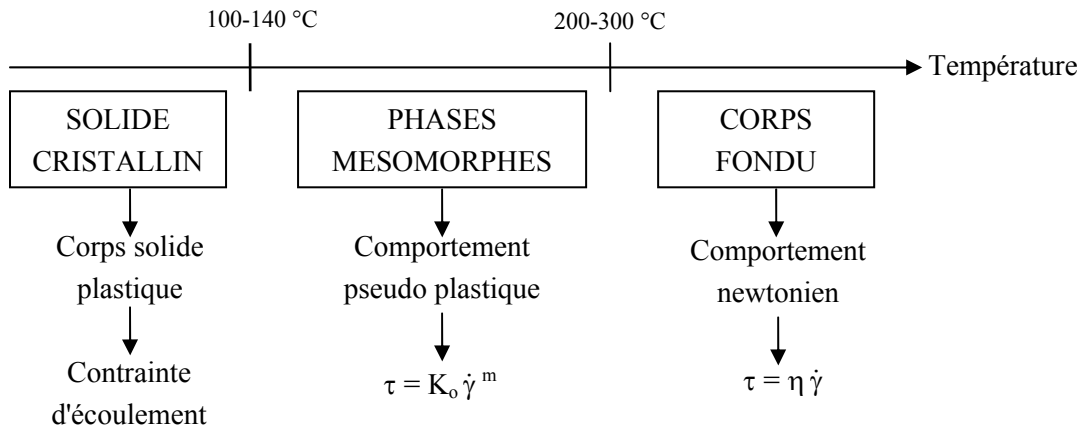 100-140 °C
200-300 °C
Température
SOLIDE
CRISTALLIN
PHASES
MESOMORPHES
CORPS
FONDU
Corps solide
plastique
Comportement
pseudo plastique
Comportement
newtonien
Contrainte
d'écoulement
τ = Kₒ γ̇ ᵐ
τ = η γ̇